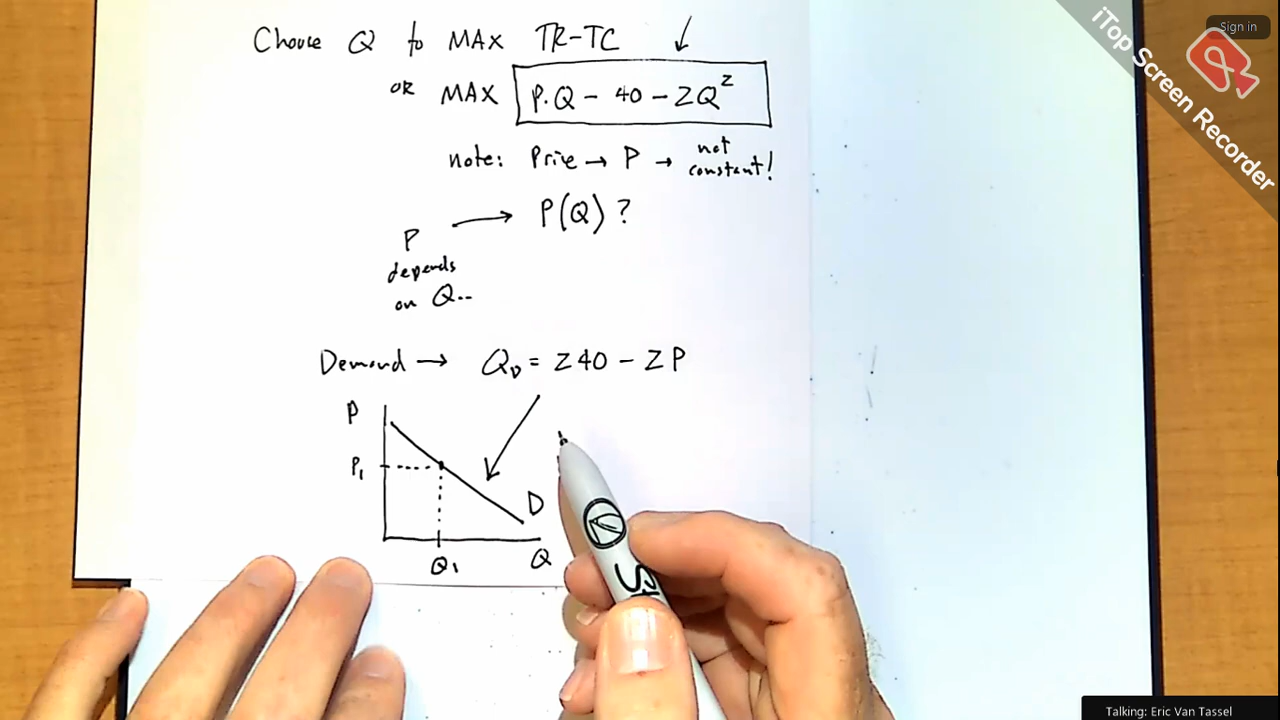 Choose Q to MAX TR-TC
OR MAX P·Q - 40 - 2Q²
note: Price → P → not constant!
P → P(Q) ?
depends
on Q..
Demand → Q_D = 240 - 2P
P
P₁
D
Q₁
Q
iTop Screen Recorder
Sign in
Talking: Eric Van Tassel